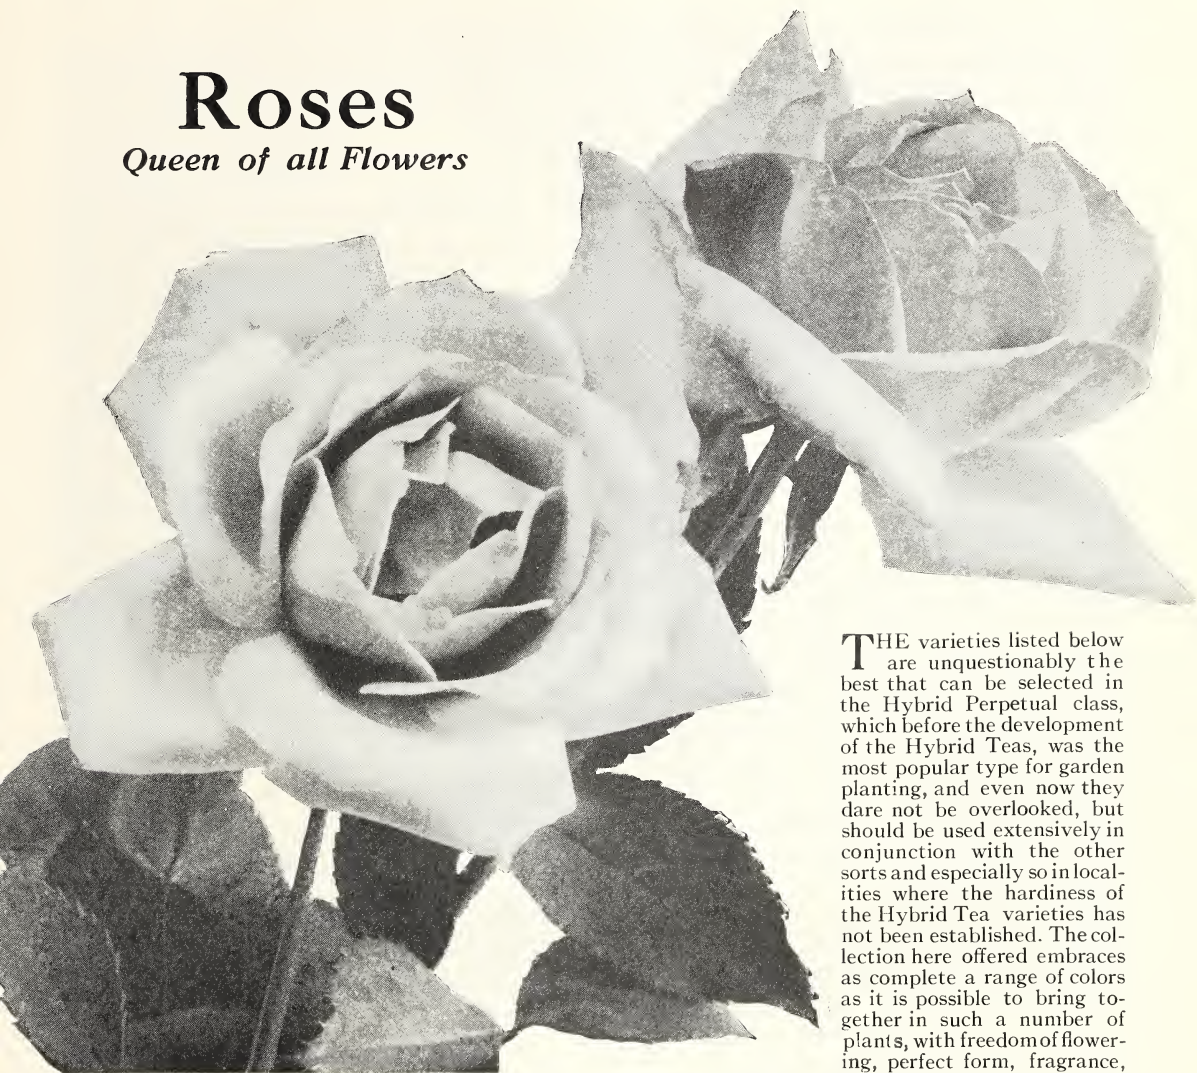 Roses
Queen of all Flowers
THE varieties listed below
are unquestionably the
best that can be selected in
the Hybrid Perpetual class,
which before the development
of the Hybrid Teas, was the
most popular type for garden
planting, and even now they
dare not be overlooked, but
should be used extensively in
conjunction with the other
sorts and especially so in local-
ities where the hardiness of
the Hybrid Tea varieties has
not been established. The col-
lection here offered embraces
as complete a range of colors
as it is possible to bring to-
gether in such a number of
plants, with freedom of flower-
ing, perfect form, fragrance,